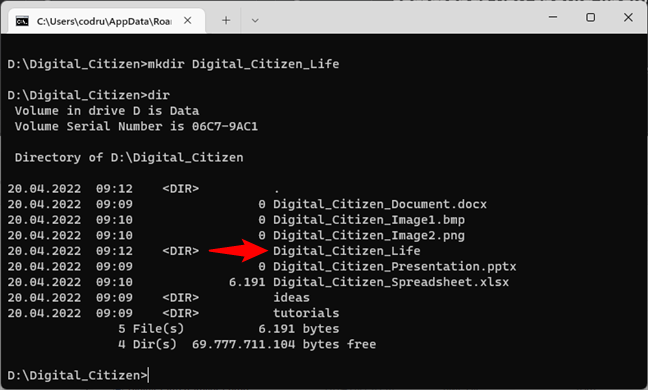 C:\Users\codru\AppData\Roar
D:\Digital_Citizen>mkdir Digital_Citizen_Life
D:\Digital_Citizen>dir
 Volume in drive D is Data
 Volume Serial Number is 06C7-9AC1
 Directory of D:\Digital_Citizen
20.04.2022  09:12    <DIR>          .
20.04.2022  09:09                 0 Digital_Citizen_Document.docx
20.04.2022  09:10                 0 Digital_Citizen_Image1.bmp
20.04.2022  09:10                 0 Digital_Citizen_Image2.png
20.04.2022  09:12    <DIR>          Digital_Citizen_Life
20.04.2022  09:09                 0 Digital_Citizen_Presentation.pptx
20.04.2022  09:10             6.191 Digital_Citizen_Spreadsheet.xlsx
20.04.2022  09:09    <DIR>          ideas
20.04.2022  09:09    <DIR>          tutorials
               5 File(s)          6.191 bytes
               4 Dir(s)  69.777.711.104 bytes free
D:\Digital_Citizen>